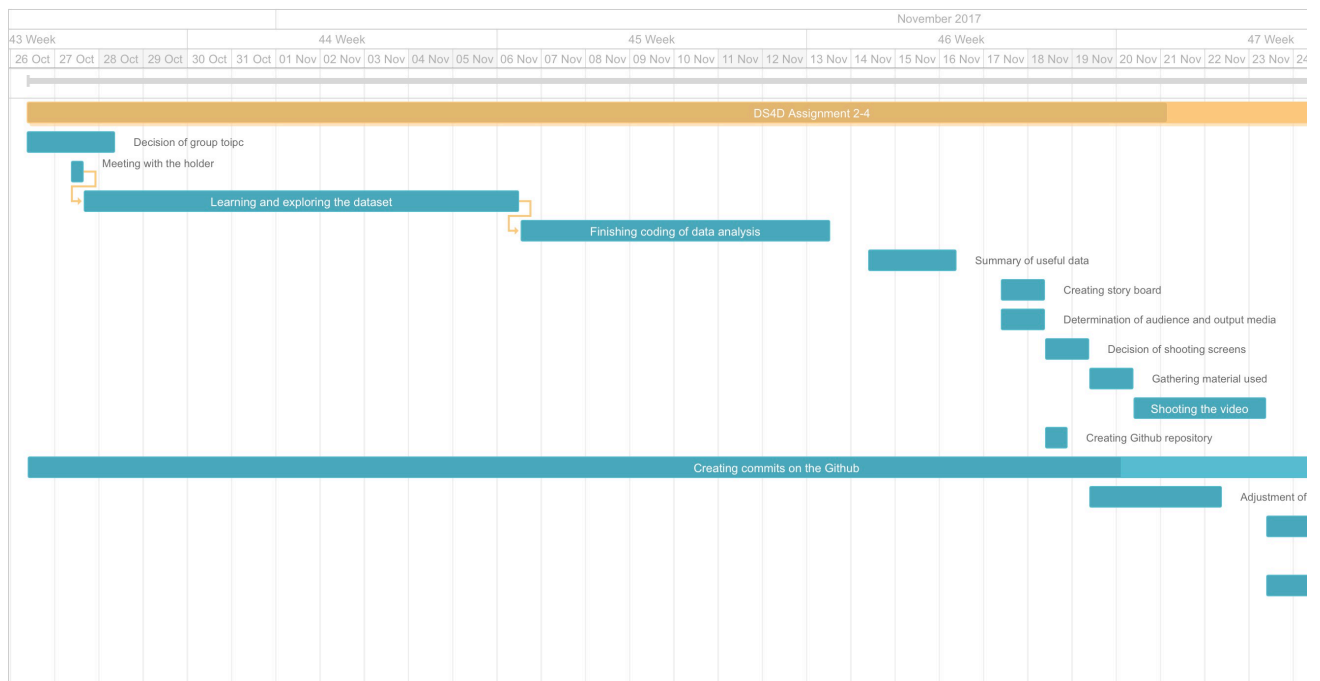 November 2017
43 Week 44 Week 45 Week 46 Week 47 Week
26 Oct 27 Oct 28 Oct 29 Oct 30 Oct 31 Oct 01 Nov 02 Nov 03 Nov 04 Nov 05 Nov 06 Nov 07 Nov 08 Nov 09 Nov 10 Nov 11 Nov 12 Nov 13 Nov 14 Nov 15 Nov 16 Nov 17 Nov 18 Nov 19 Nov 20 Nov 21 Nov 22 Nov 23 Nov 24
DS4D Assignment 2-4
Decision of group toipc
Meeting with the holder
Learning and exploring the dataset
Finishing coding of data analysis
Summary of useful data
Creating story board
Determination of audience and output media
Decision of shooting screens
Gathering material used
Shooting the video
Creating Github repository
Creating commits on the Github
Adjustment of